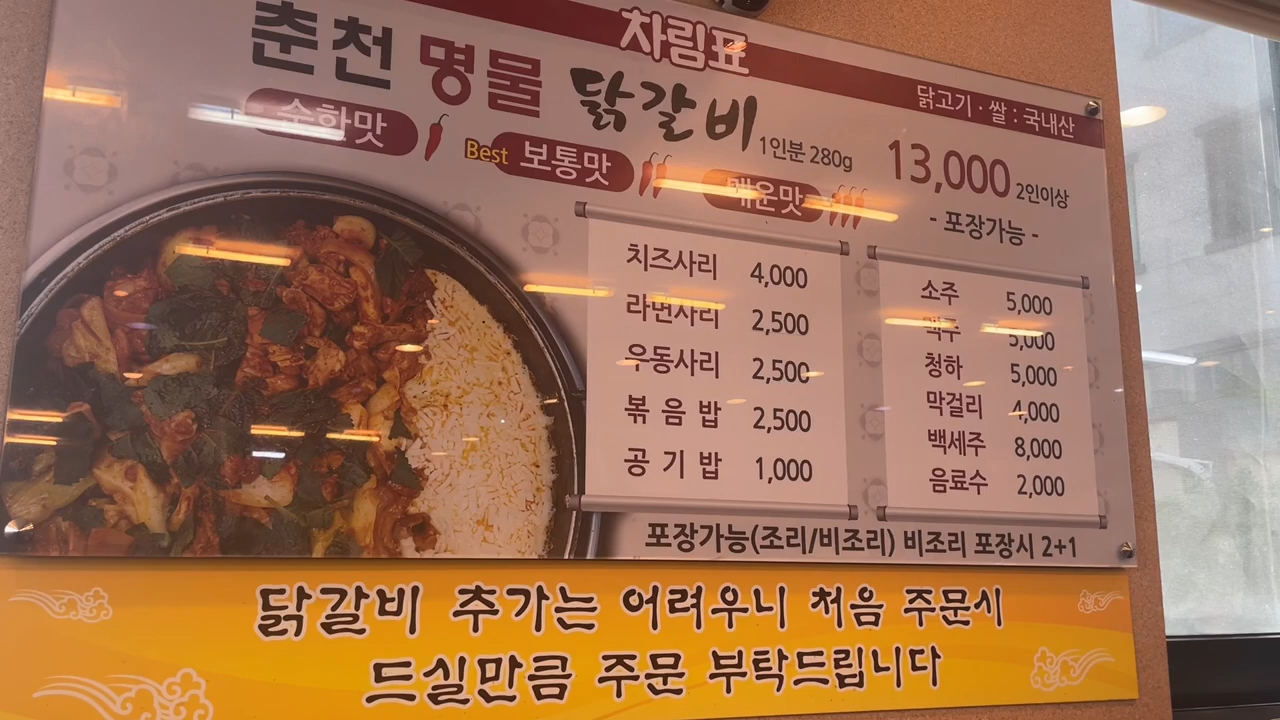 차림표
춘천 명물 닭갈비
닭고기 · 쌀 : 국내산
순한맛
Best 보통맛
매운맛
1인분 280g
13,000 2인이상
- 포장가능 -
치즈사리 4,000
라면사리 2,500
우동사리 2,500
볶음밥 2,500
공기밥 1,000
소주 5,000
맥주 5,000
청하 5,000
막걸리 4,000
백세주 8,000
음료수 2,000
포장가능(조리/비조리) 비조리 포장시 2+1
닭갈비 추가는 어려우니 처음 주문시
드실만큼 주문 부탁드립니다